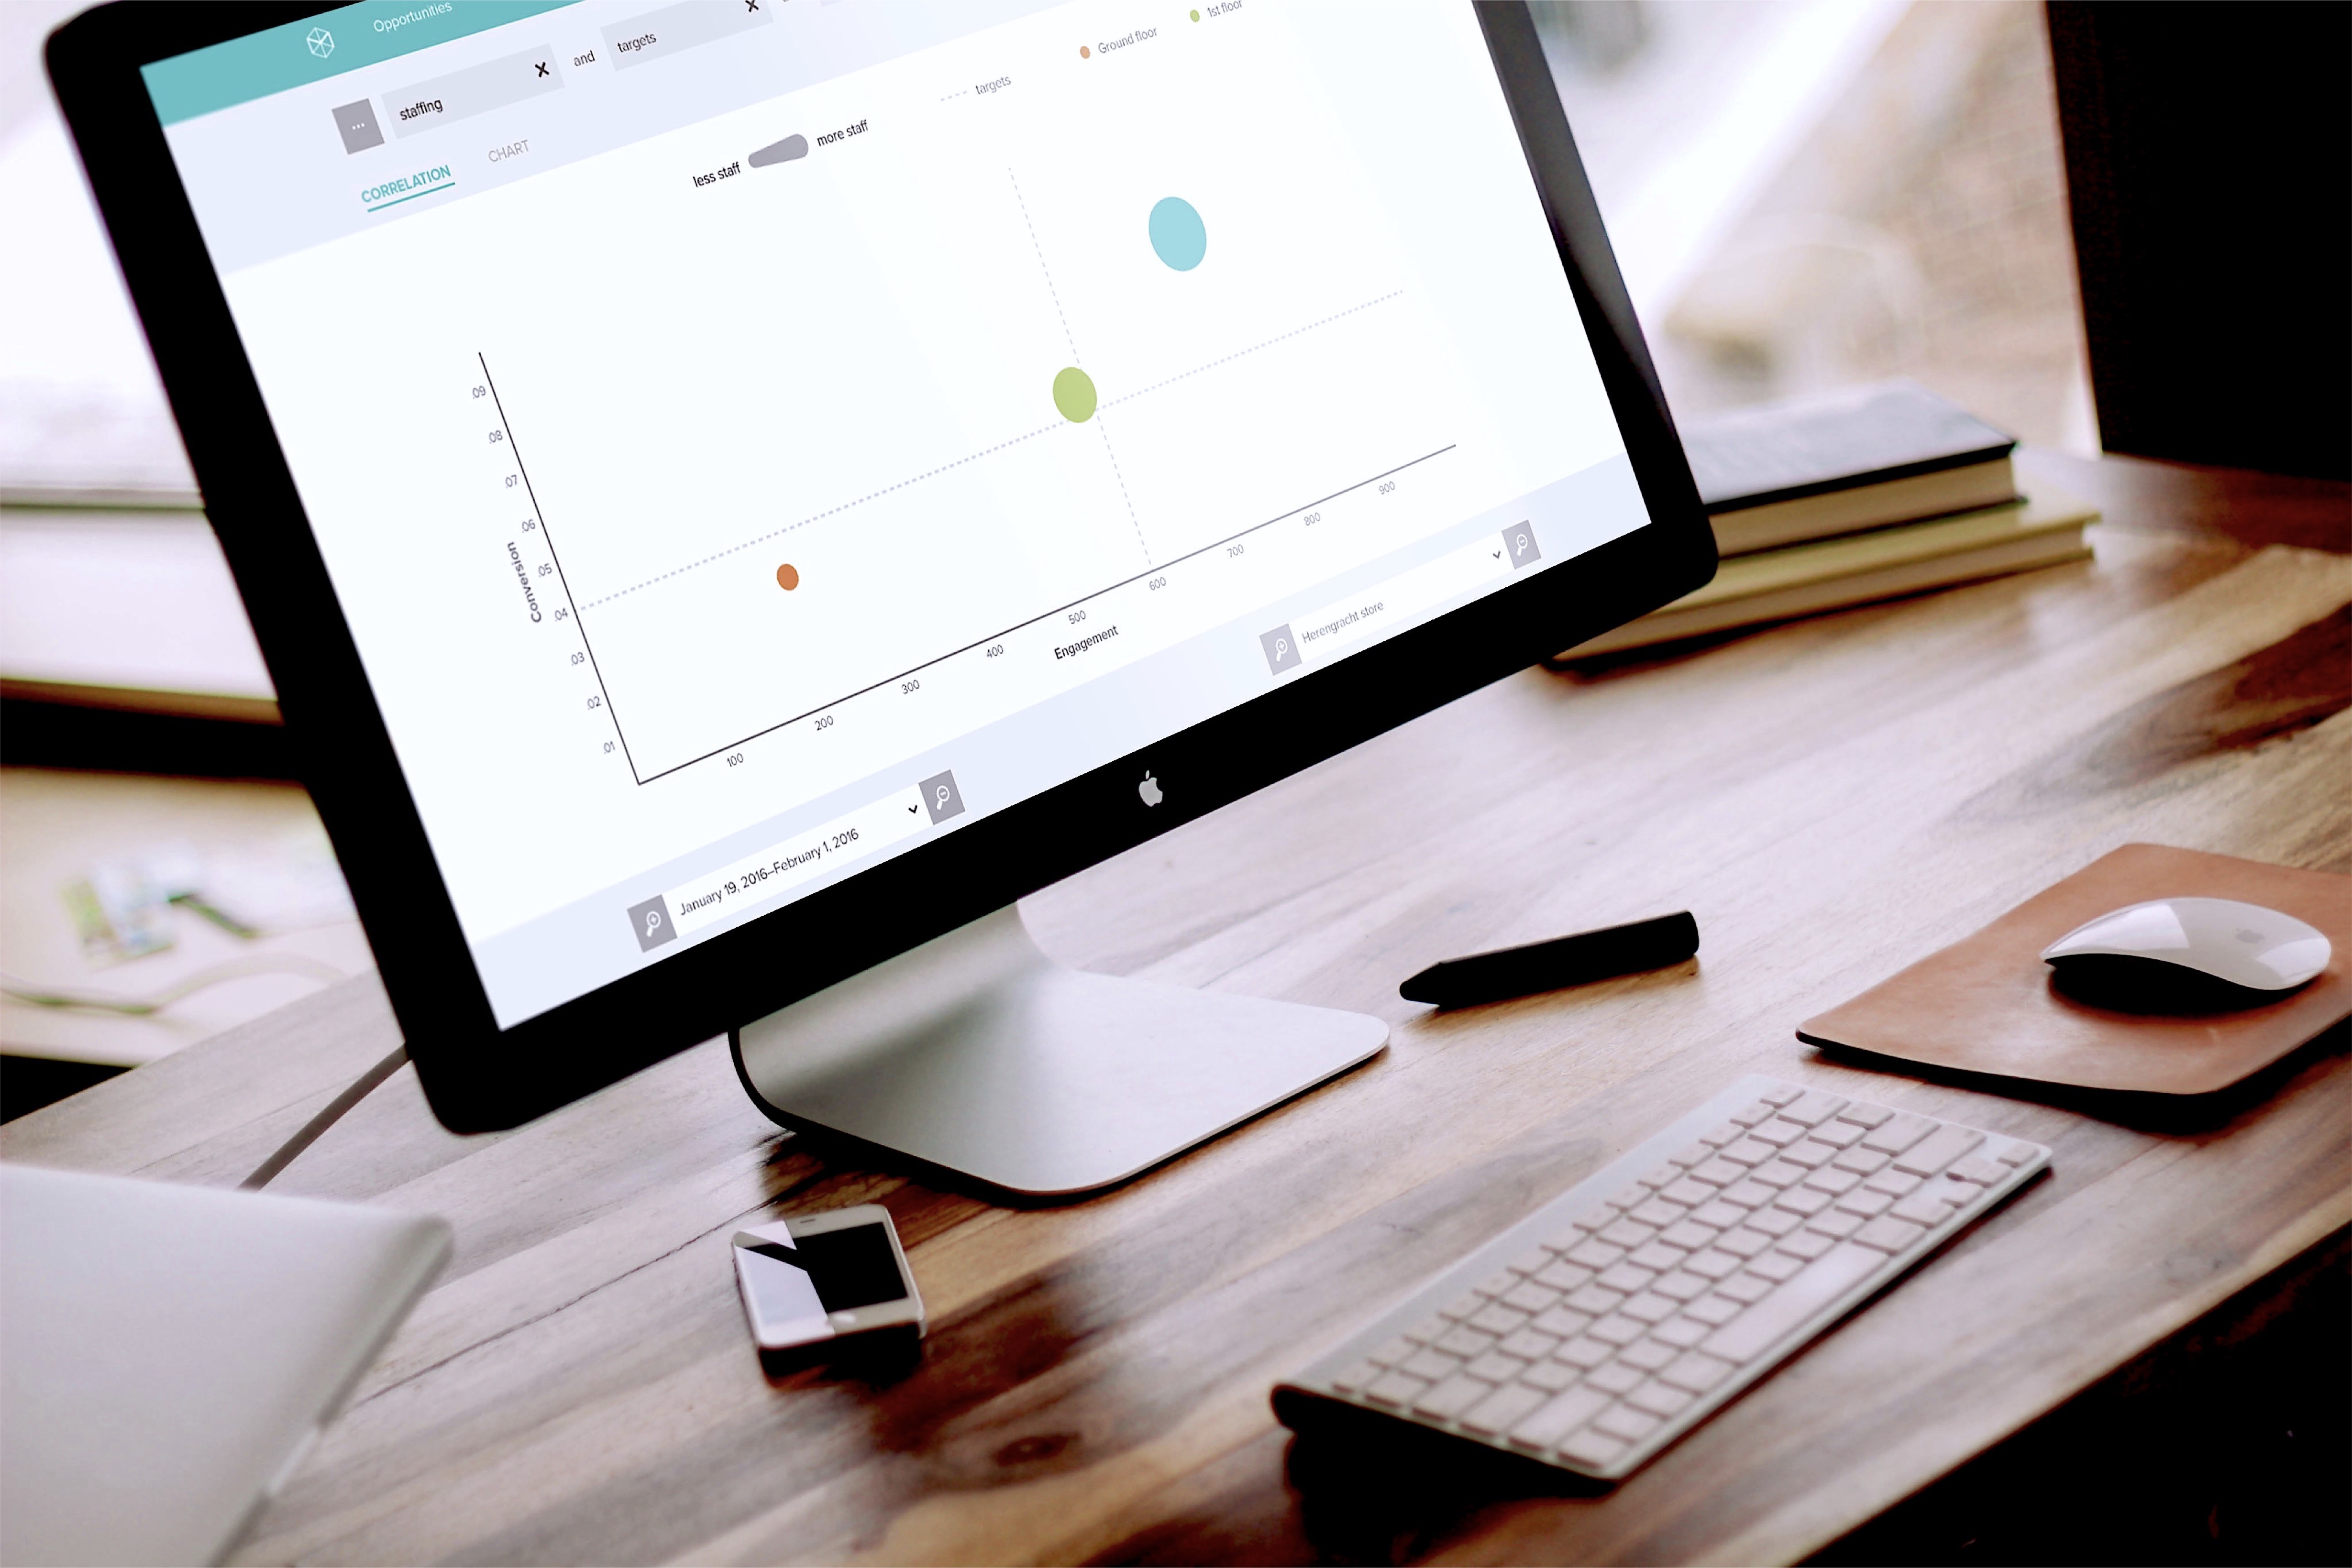 Opportunities
staffing
and
targets
CORRELATION
CHART
less staff
more staff
targets
Ground floor
1st floor
.09
.08
.07
.06
.05
.04
.03
.02
.01
Conversion
100
200
300
400
500
600
700
800
900
Engagement
January 19, 2016–February 1, 2016
Herengracht store